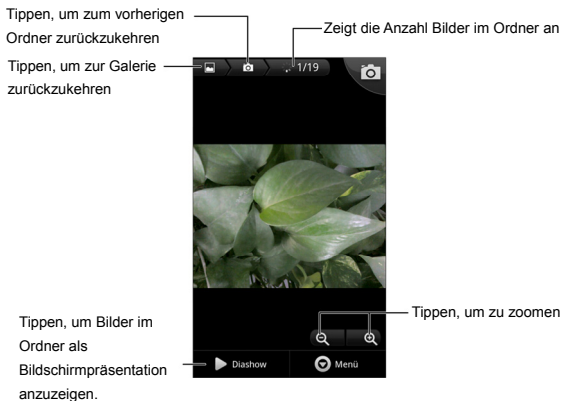 Tippen, um zum vorherigen
Ordner zurückzukehren
Zeigt die Anzahl Bilder im Ordner an
Tippen, um zur Galerie
zurückzukehren
1/19
Tippen, um zu zoomen
Tippen, um Bilder im
Ordner als
Bildschirmpräsentation
anzuzeigen.
Diashow
Menü